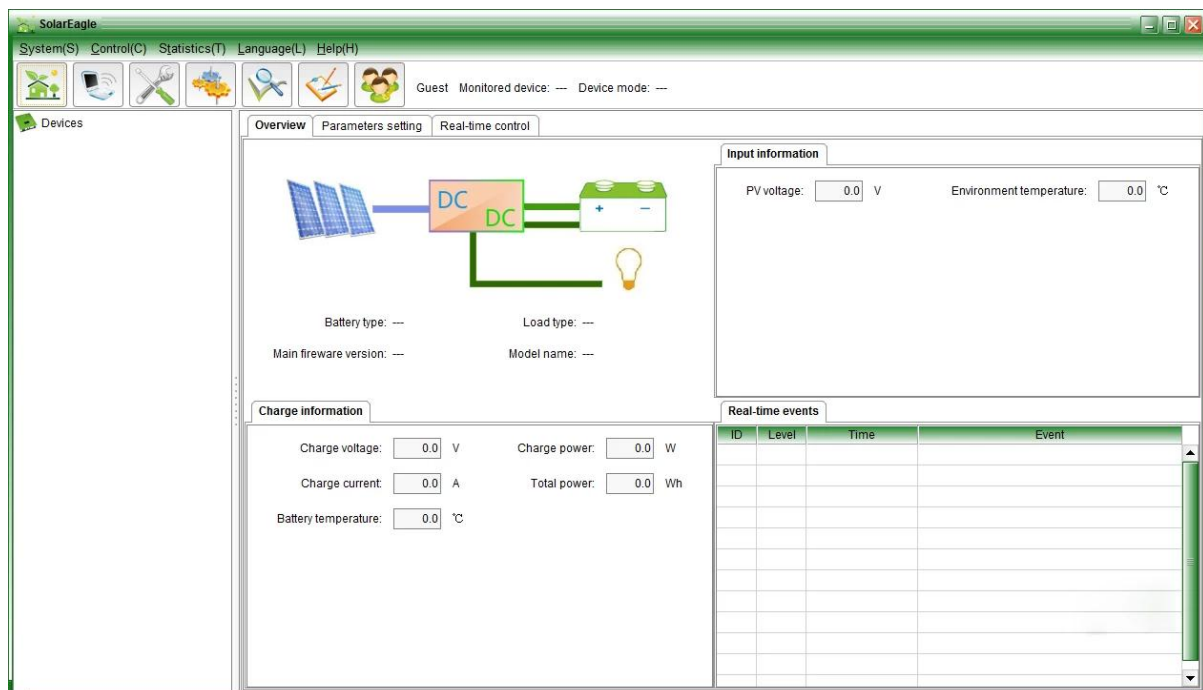 SolarEagle
System(S) Control(C) Statistics(T) Language(L) Help(H)
Guest Monitored device: --- Device mode: ---
Devices
Overview Parameters setting Real-time control
DC
DC
+ −
Battery type: --- Load type: ---
Main fireware version: --- Model name: ---
Input information
PV voltage: 0.0 V Environment temperature: 0.0 ℃
Charge information
Charge voltage: 0.0 V Charge power: 0.0 W
Charge current: 0.0 A Total power: 0.0 Wh
Battery temperature: 0.0 ℃
Real-time events
ID Level Time Event